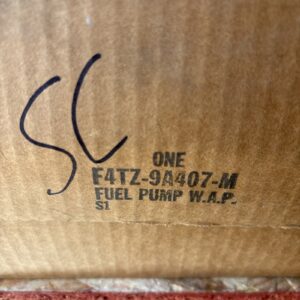 SC
ONE
F4TZ-9A407-M
FUEL PUMP W.A.P.
S1